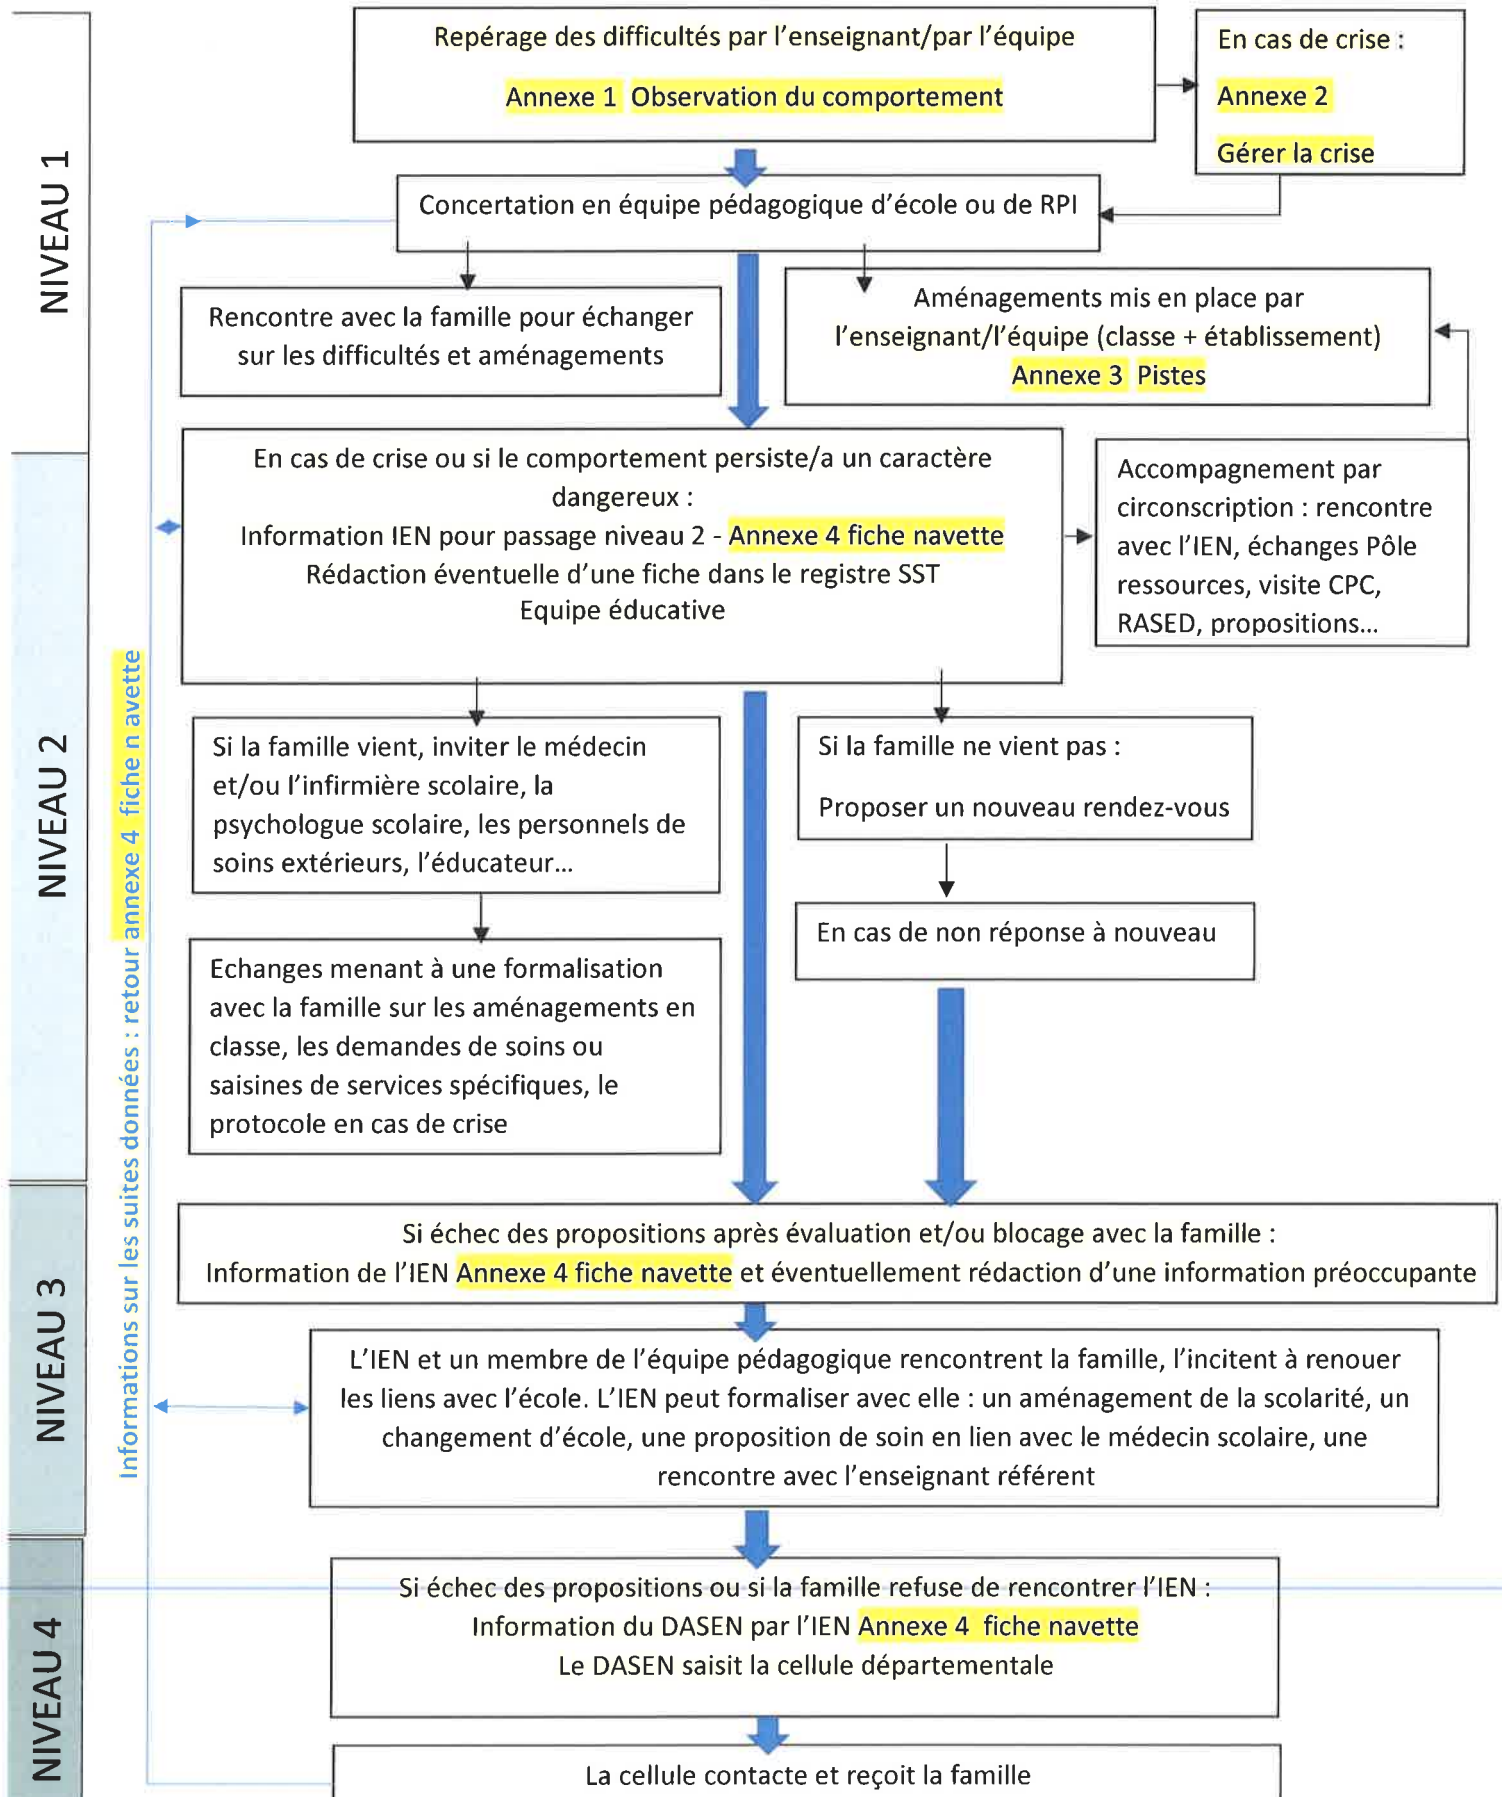 NIVEAU 1
Repérage des difficultés par l'enseignant/par l'équipe
Annexe 1 Observation du comportement
En cas de crise :
Annexe 2
Gérer la crise
Concertation en équipe pédagogique d'école ou de RPI
Rencontre avec la famille pour échanger
sur les difficultés et aménagements
Aménagements mis en place par
l'enseignant/l'équipe (classe + établissement)
Annexe 3 Pistes
NIVEAU 2
En cas de crise ou si le comportement persiste/a un caractère
dangereux :
Information IEN pour passage niveau 2 - Annexe 4 fiche navette
Rédaction éventuelle d'une fiche dans le registre SST
Equipe éducative
Accompagnement par
circonscription : rencontre
avec l'IEN, échanges Pôle
ressources, visite CPC,
RASED, propositions...
Informations sur les suites données : retour annexe 4 fiche n avette
Si la famille vient, inviter le médecin
et/ou l'infirmière scolaire, la
psychologue scolaire, les personnels de
soins extérieurs, l'éducateur...
Si la famille ne vient pas :
Proposer un nouveau rendez-vous
En cas de non réponse à nouveau
Echanges menant à une formalisation
avec la famille sur les aménagements en
classe, les demandes de soins ou
saisines de services spécifiques, le
protocole en cas de crise
NIVEAU 3
Si échec des propositions après évaluation et/ou blocage avec la famille :
Information de l'IEN Annexe 4 fiche navette et éventuellement rédaction d'une information préoccupante
L'IEN et un membre de l'équipe pédagogique rencontrent la famille, l'incitent à renouer
les liens avec l'école. L'IEN peut formaliser avec elle : un aménagement de la scolarité, un
changement d'école, une proposition de soin en lien avec le médecin scolaire, une
rencontre avec l'enseignant référent
NIVEAU 4
Si échec des propositions ou si la famille refuse de rencontrer l'IEN :
Information du DASEN par l'IEN Annexe 4 fiche navette
Le DASEN saisit la cellule départementale
La cellule contacte et reçoit la famille